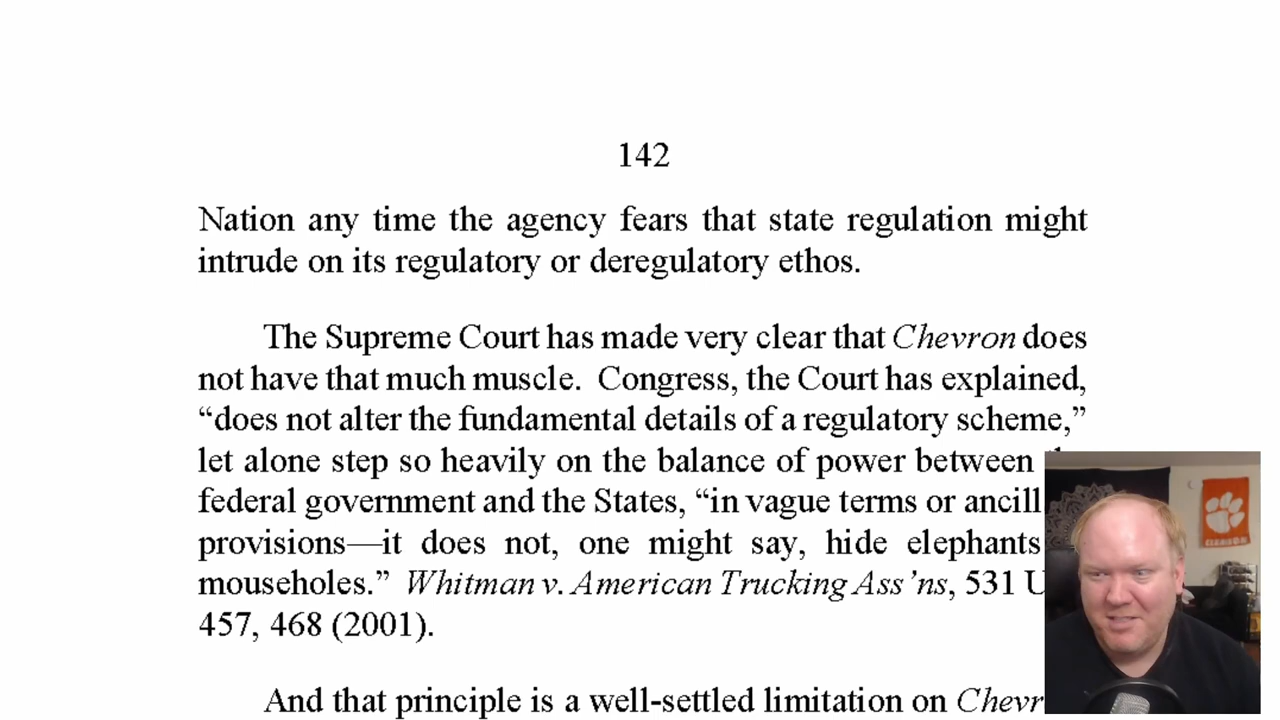 142
Nation any time the agency fears that state regulation might
intrude on its regulatory or deregulatory ethos.
The Supreme Court has made very clear that Chevron does
not have that much muscle. Congress, the Court has explained,
“does not alter the fundamental details of a regulatory scheme,”
let alone step so heavily on the balance of power between
federal government and the States, “in vague terms or
provisions—it does not, one might say, hide elephants
mouseholes.” Whitman v. American Trucking Ass’ns, 531
457, 468 (2001).
And that principle is a well-settled limitation on
CLEMSON